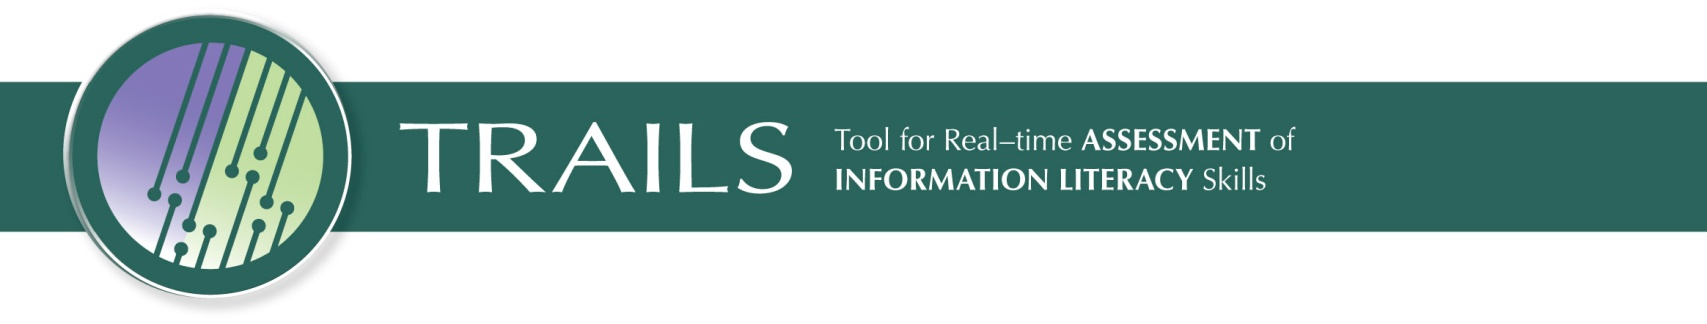 TRAILS
Tool for Real–time ASSESSMENT of
INFORMATION LITERACY Skills